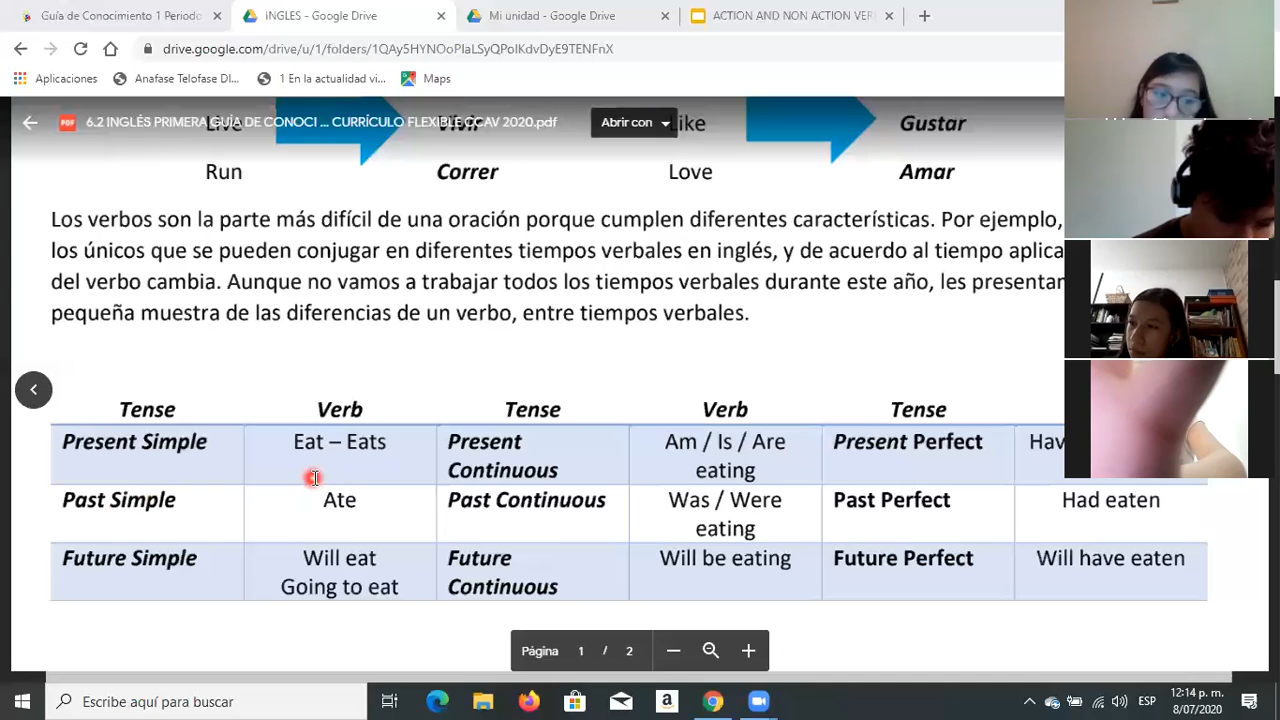 Guía de Conocimiento 1 Periodo
INGLES - Google Drive
Mi unidad - Google Drive
ACTION AND NON ACTION VER
drive.google.com/drive/u/1/folders/
Aplicaciones
Anafase Telofase DI...
1 En la actualidad vi...
Maps
6.2 INGLÉS PRIMERA GUÍA DE CONOCI ... CURRÍCULO FLEXIBLE CCAV 2020.pdf
Abrir con
Live Vivir Like Gustar
Run Correr Love Amar
Los verbos son la parte más difícil de una oración porque cumplen diferentes características. Por ejemplo,
los únicos que se pueden conjugar en diferentes tiempos verbales en inglés, y de acuerdo al tiempo aplica
del verbo cambia. Aunque no vamos a trabajar todos los tiempos verbales durante este año, les presentan
pequeña muestra de las diferencias de un verbo, entre tiempos verbales.
Tense Verb Tense Verb Tense
Present Simple Eat – Eats Present Am / Is / Are Present Perfect Hav
Continuous eating
Past Simple Ate Past Continuous Was / Were Past Perfect Had eaten
eating
Future Simple Will eat Future Will be eating Future Perfect Will have eaten
Going to eat Continuous
Página 1 / 2
Escribe aquí para buscar
ESP
12:14 p. m.
8/07/2020